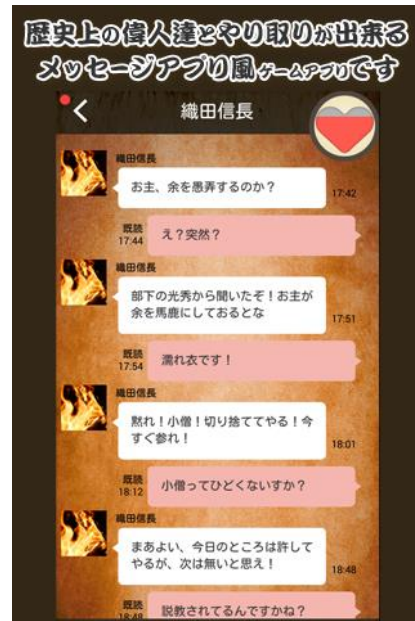 歴史上の偉人達とやり取りが出来る
メッセージアプリ風ゲームアプリです
織田信長
織田信長
お主、余を愚弄するのか？
17:42
既読
17:44
え？突然？
織田信長
部下の光秀から聞いたぞ！お主が
余を馬鹿にしておるとな
17:51
既読
17:54
濡れ衣です！
織田信長
黙れ！小僧！切り捨ててやる！今
すぐ参れ！
18:01
既読
18:12
小僧ってひどくないすか？
織田信長
まあよい、今日のところは許して
やるが、次は無いと思え！
18:48
既読
18:48
説教されてるんですかね？